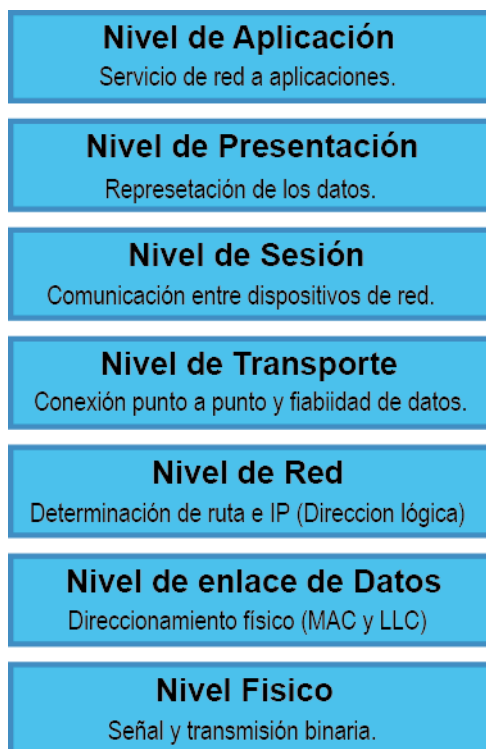 Nivel de Aplicación
Servicio de red a aplicaciones.
Nivel de Presentación
Represetación de los datos.
Nivel de Sesión
Comunicación entre dispositivos de red.
Nivel de Transporte
Conexión punto a punto y fiabiidad de datos.
Nivel de Red
Determinación de ruta e IP (Direccion lógica)
Nivel de enlace de Datos
Direccionamiento físico (MAC y LLC)
Nivel Fisico
Señal y transmisión binaria.